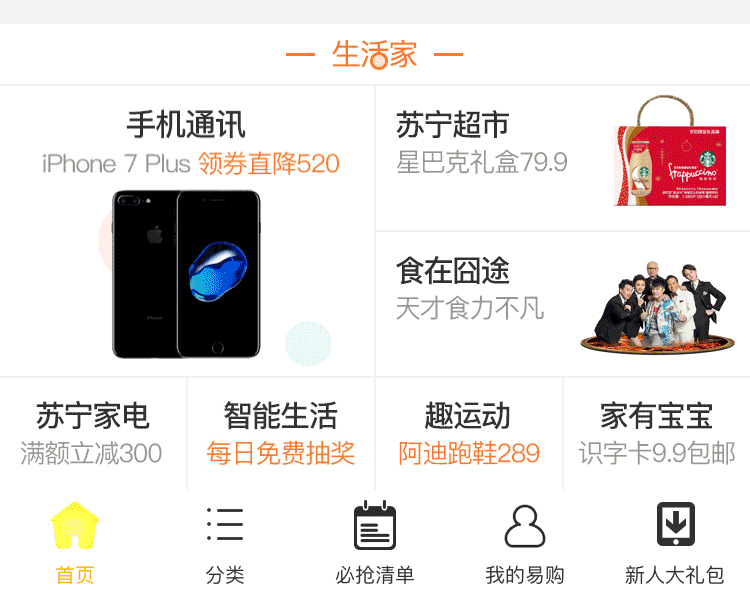 生活家
手机通讯
iPhone 7 Plus 领券直降520
iPhone
苏宁超市
星巴克礼盒79.9
frappuccino
食在囧途
天才食力不凡
苏宁家电
满额立减300
智能生活
每日免费抽奖
趣运动
阿迪跑鞋289
家有宝宝
识字卡9.9包邮
首页
分类
必抢清单
我的易购
新人大礼包